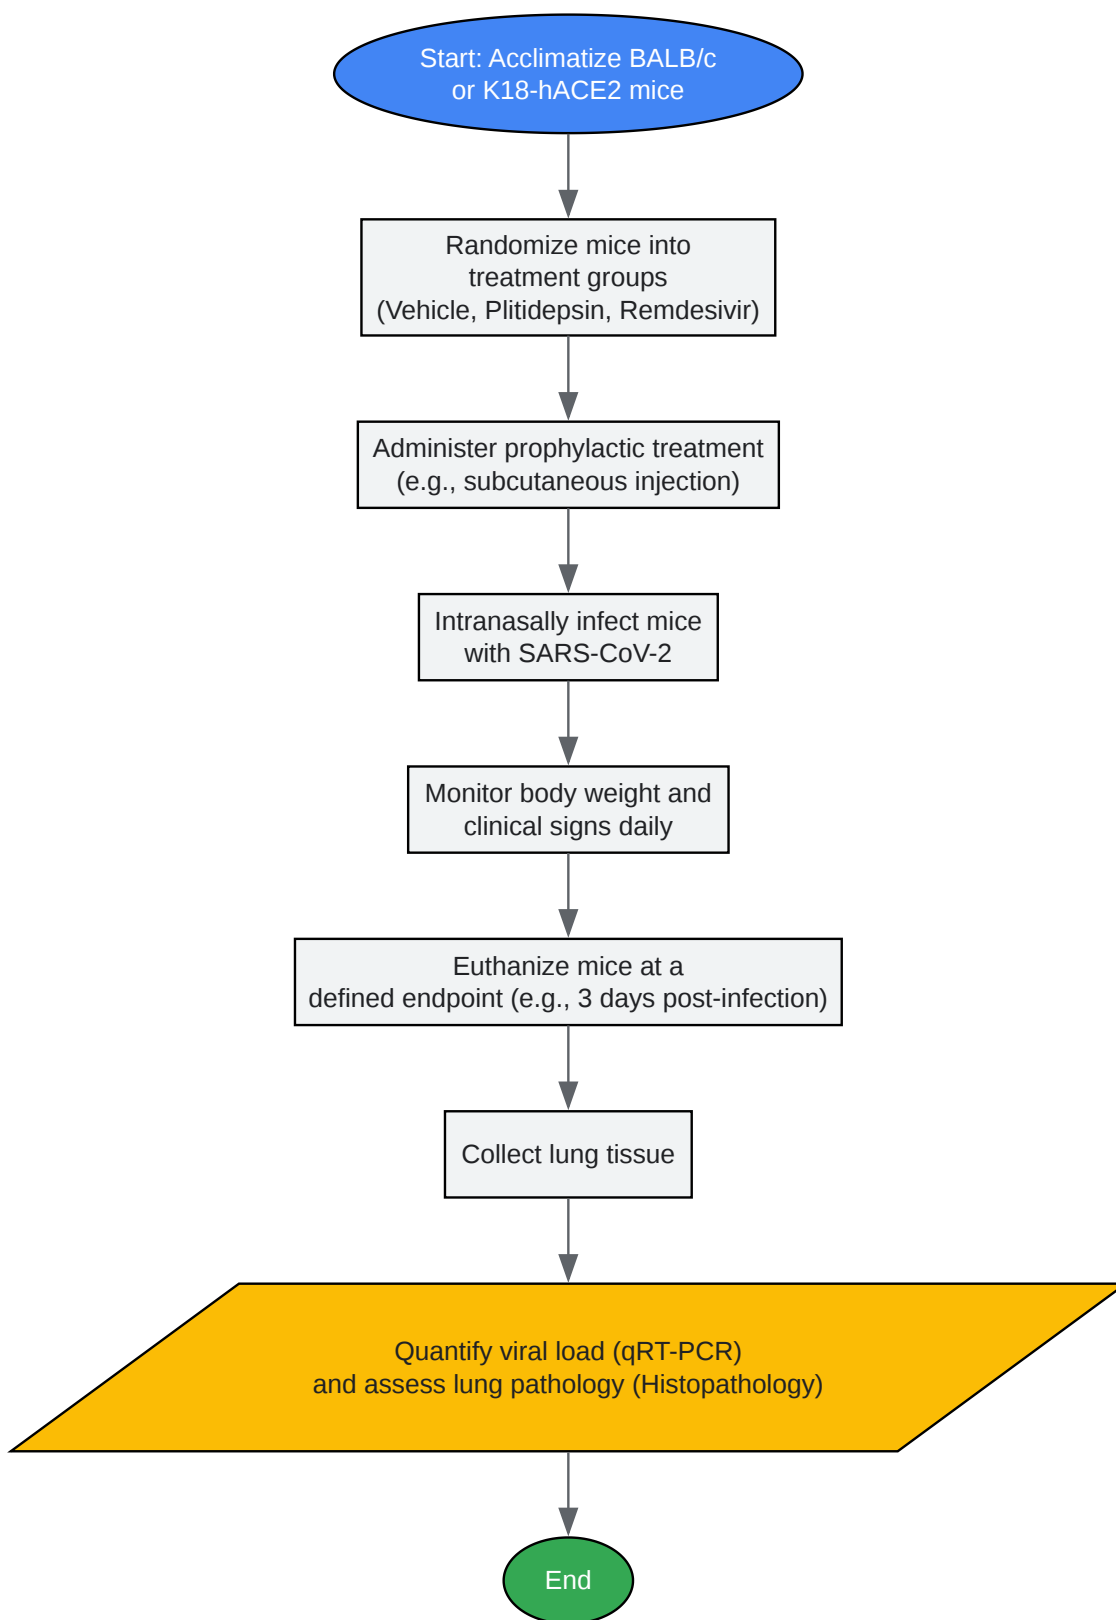 Start: Acclimatize BALB/c
or K18-hACE2 mice
Randomize mice into
treatment groups
(Vehicle, Plitidepsin, Remdesivir)
Administer prophylactic treatment
(e.g., subcutaneous injection)
Intranasally infect mice
with SARS-CoV-2
Monitor body weight and
clinical signs daily
Euthanize mice at a
defined endpoint (e.g., 3 days post-infection)
Collect lung tissue
Quantify viral load (qRT-PCR)
and assess lung pathology (Histopathology)
End